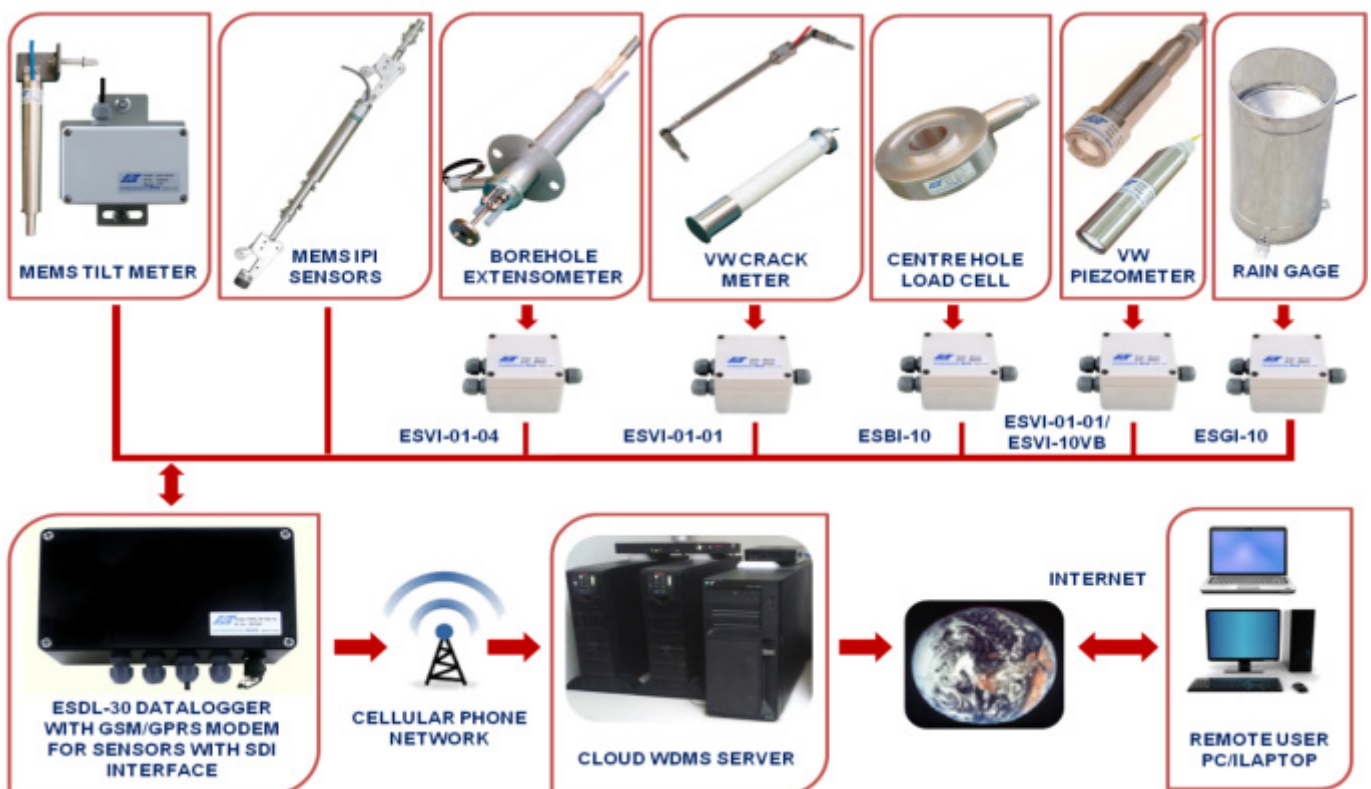 MEMS TILT METER
MEMS IPI
SENSORS
BOREHOLE
EXTENSOMETER
VW CRACK
METER
CENTRE HOLE
LOAD CELL
VW
PIEZOMETER
RAIN GAGE
ESVI-01-04
ESVI-01-01
ESBI-10
ESVI-01-01/
ESVI-10VB
ESGI-10
ESDL-30 DATALOGGER
WITH GSM/GPRS MODEM
FOR SENSORS WITH SDI
INTERFACE
CELLULAR PHONE
NETWORK
CLOUD WDMS SERVER
INTERNET
REMOTE USER
PC/ILAPTOP